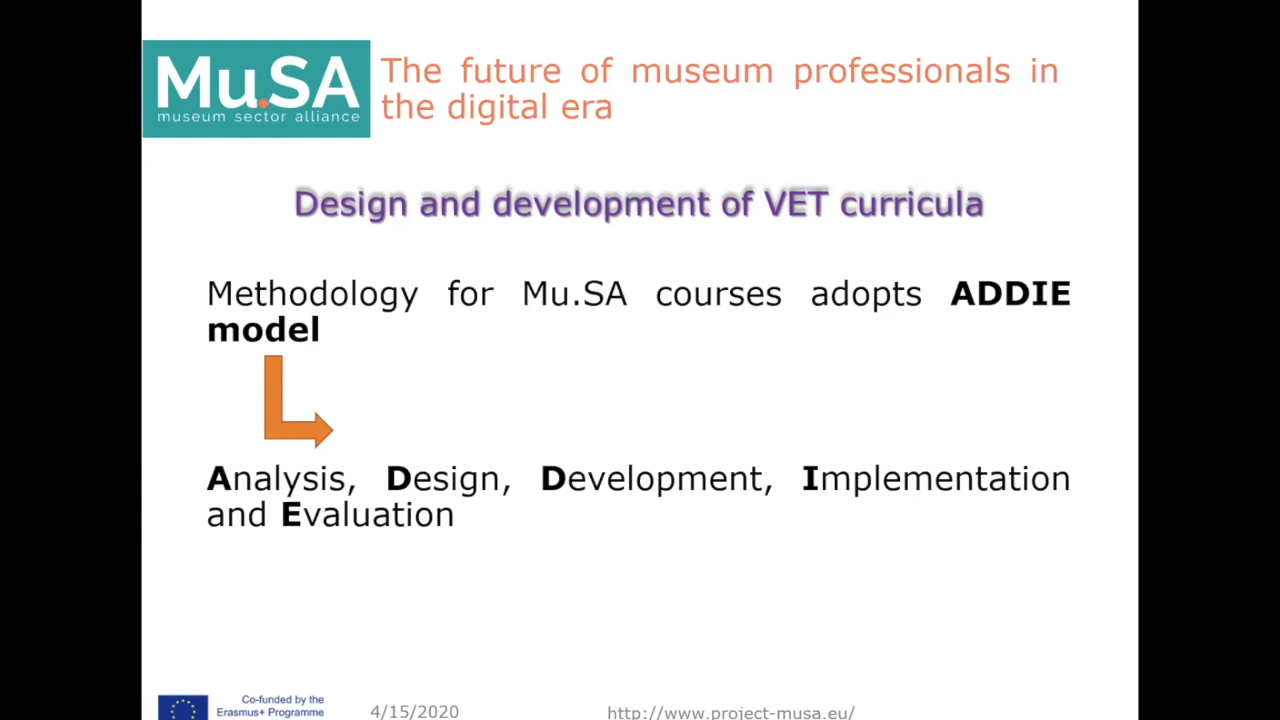 Mu.SA
museum sector alliance
The future of museum professionals in
the digital era
Design and development of VET curricula
Methodology for Mu.SA courses adopts ADDIE
model
Analysis, Design, Development, Implementation
and Evaluation
Co-funded by the
Erasmus+ Programme
4/15/2020
http://www.project-musa.eu/